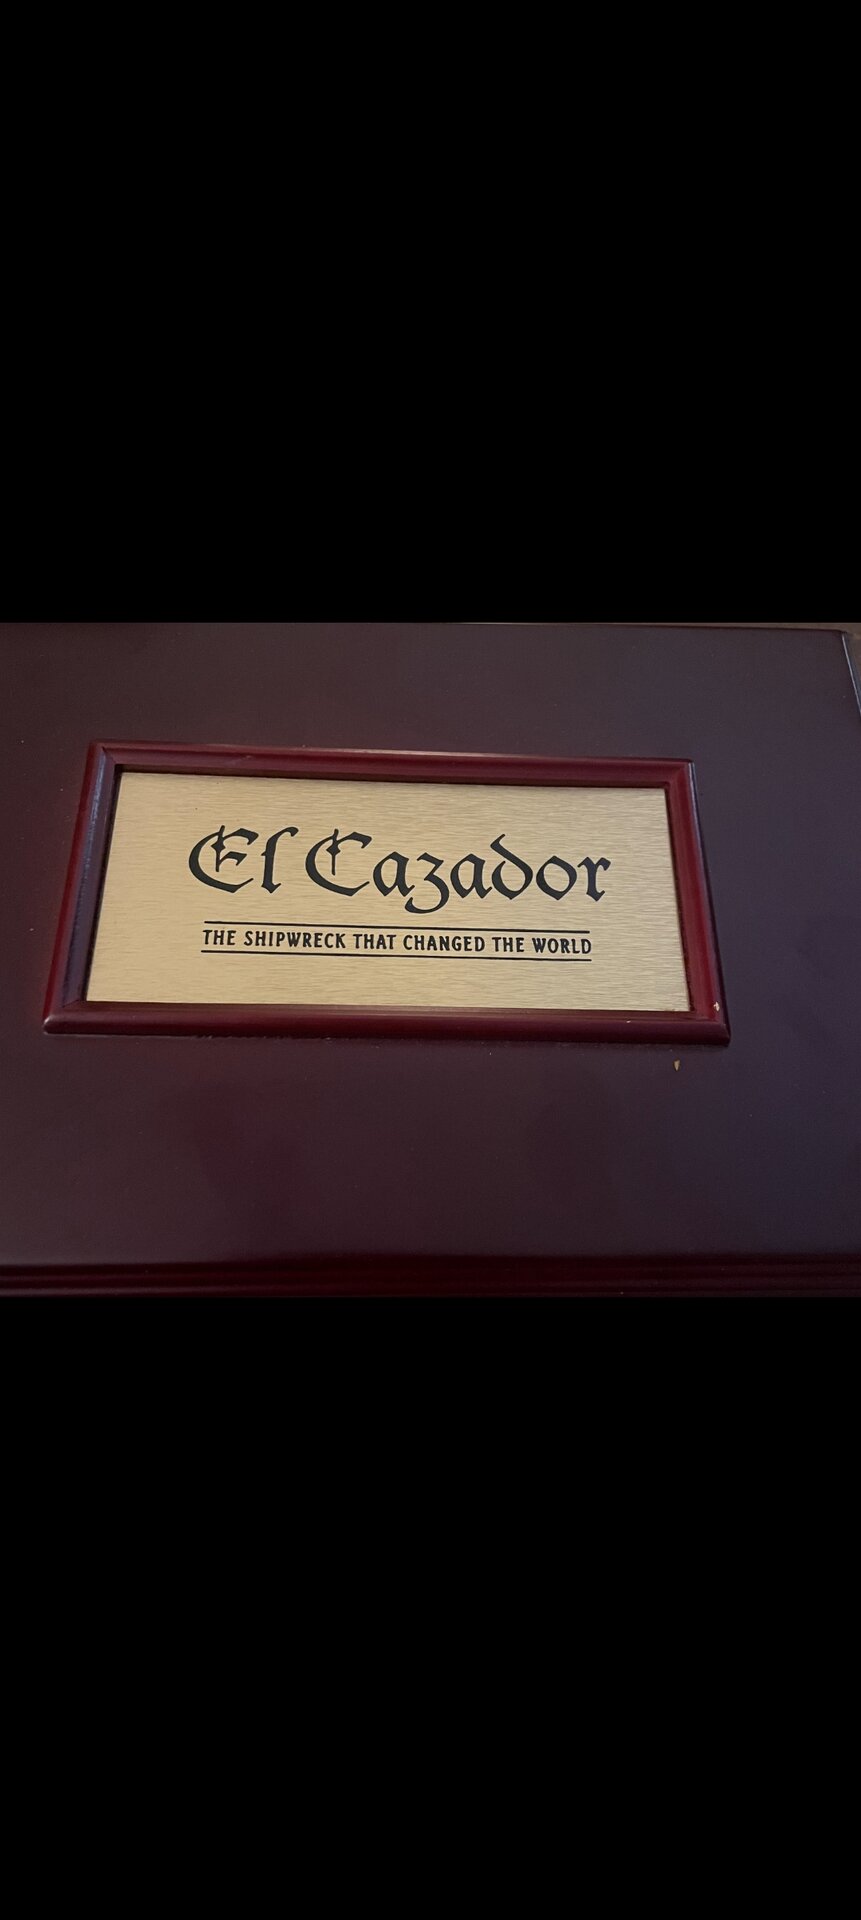 El Cazador
THE SHIPWRECK THAT CHANGED THE WORLD